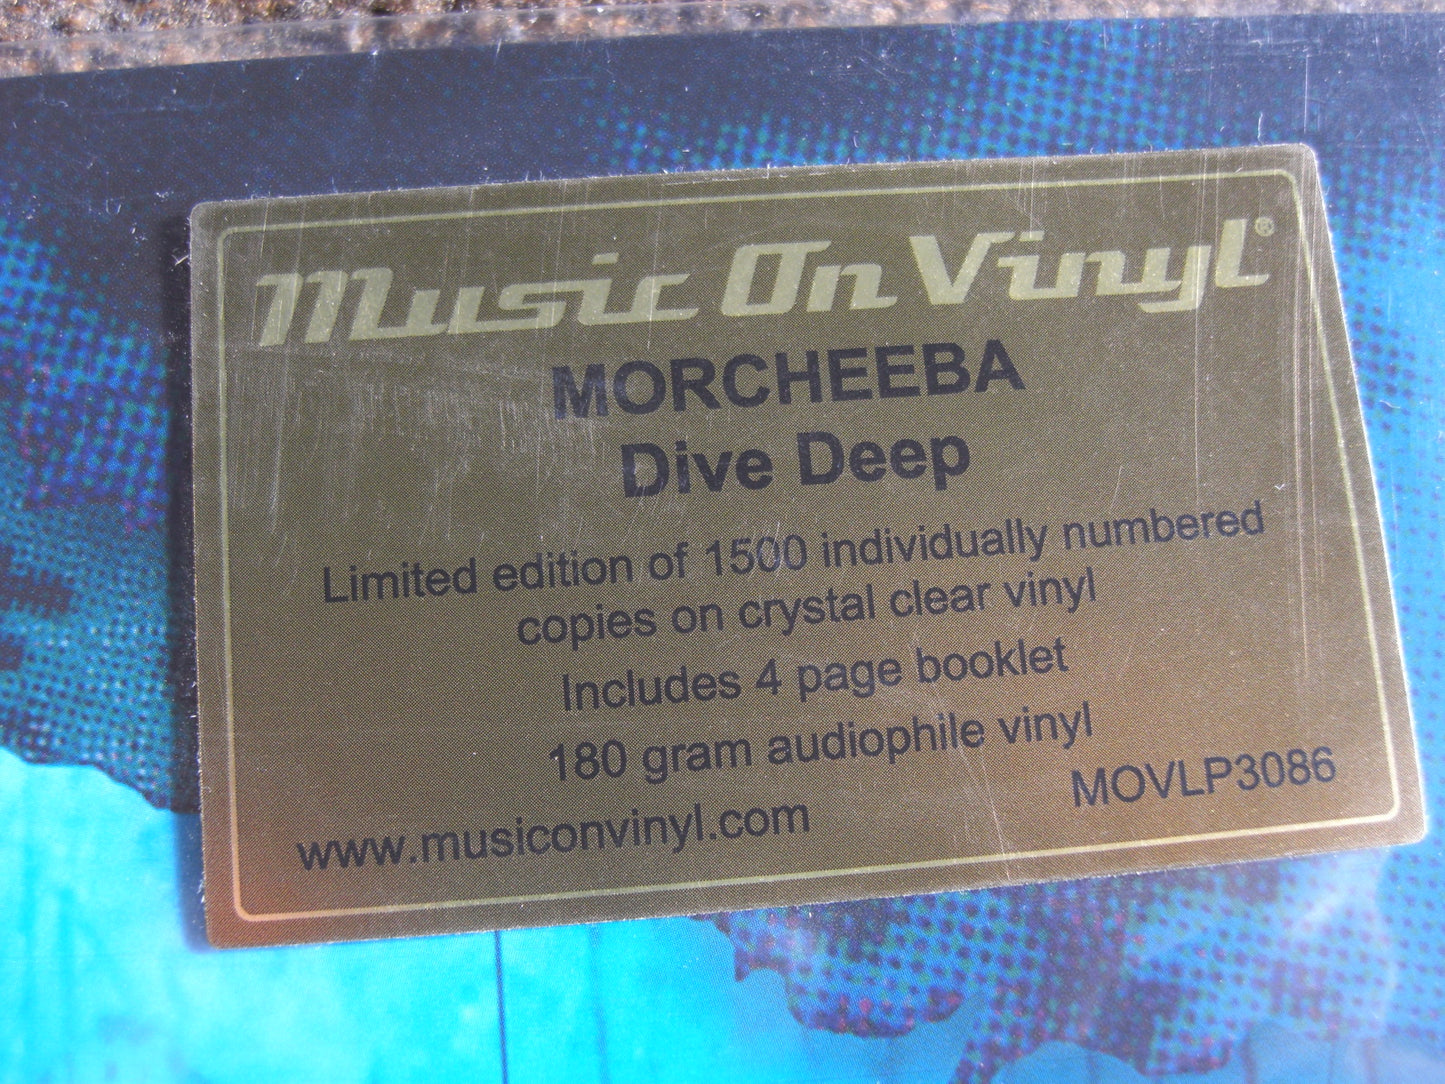 Music On Vinyl®
MORCHEEBA
Dive Deep
Limited edition of 1500 individually numbered
copies on crystal clear vinyl
Includes 4 page booklet
180 gram audiophile vinyl
MOVLP3086
www.musiconvinyl.com